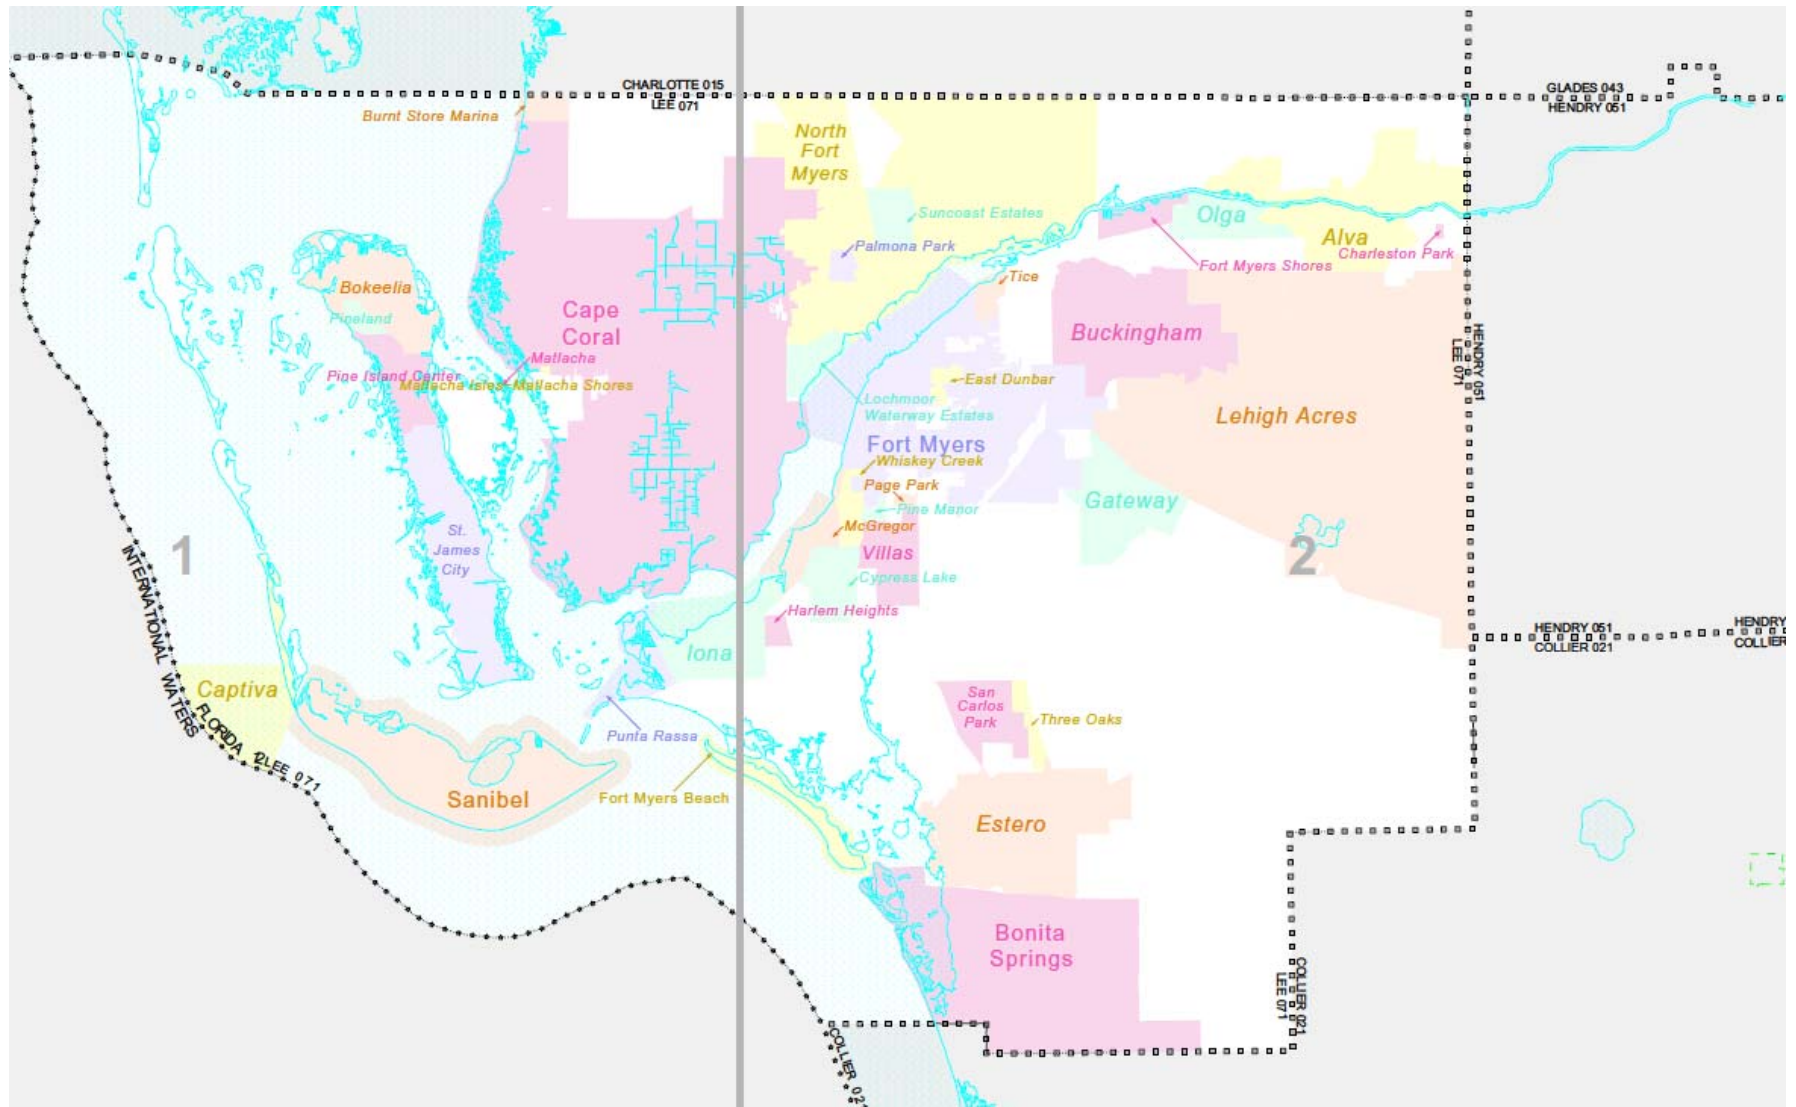 CHARLOTTE 015
LEE 071
GLADES 043
HENDRY 051
Burnt Store Marina
North
Fort
Myers
Suncoast Estates
Olga
Alva
Charleston Park
Fort Myers Shores
Palmona Park
Tice
Bokeelia
Pineland
Cape
Coral
Buckingham
HENDRY 051
LEE 071
Matlacha
Pine Island Center
Matlacha Isles-Matlacha Shores
East Dunbar
Lochmoor
Waterway Estates
Lehigh Acres
Fort Myers
Whiskey Creek
Page Park
Pine Manor
Gateway
McGregor
St.
James
City
Villas
1
2
Cypress Lake
Harlem Heights
INTERNATIONAL WATERS
HENDRY 051
COLLIER 021
HENDRY
COLLIER
Iona
Captiva
San
Carlos
Park
Three Oaks
FLORIDA 12
LEE 071
Punta Rassa
Sanibel
Fort Myers Beach
Estero
Bonita
Springs
COLLIER 021
LEE 071
COLLIER 02